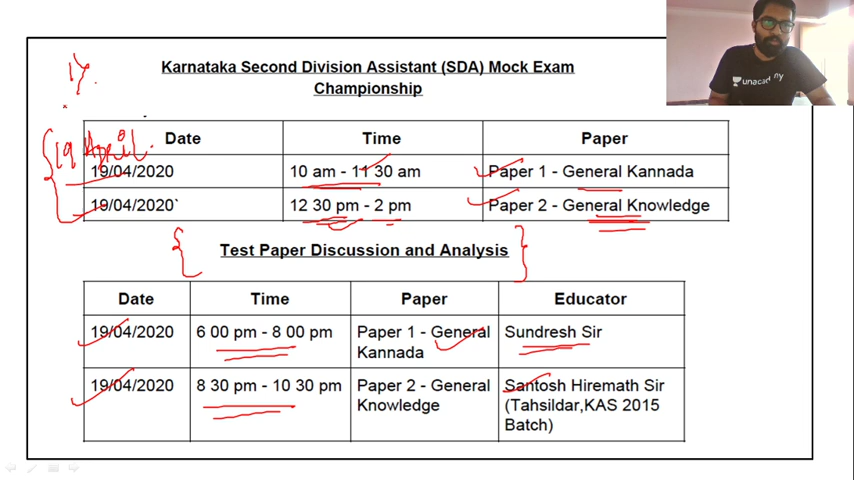 Karnataka Second Division Assistant (SDA) Mock Exam
Championship
unacademy
19 April.
Date Time Paper
19/04/2020 10 am - 11 30 am Paper 1 - General Kannada
19/04/2020 12 30 pm - 2 pm Paper 2 - General Knowledge
Test Paper Discussion and Analysis
Date Time Paper Educator
19/04/2020 6 00 pm - 8 00 pm Paper 1 - General Sundresh Sir
Kannada
19/04/2020 8 30 pm - 10 30 pm Paper 2 - General Santosh Hiremath Sir
Knowledge (Tahsildar,KAS 2015
Batch)